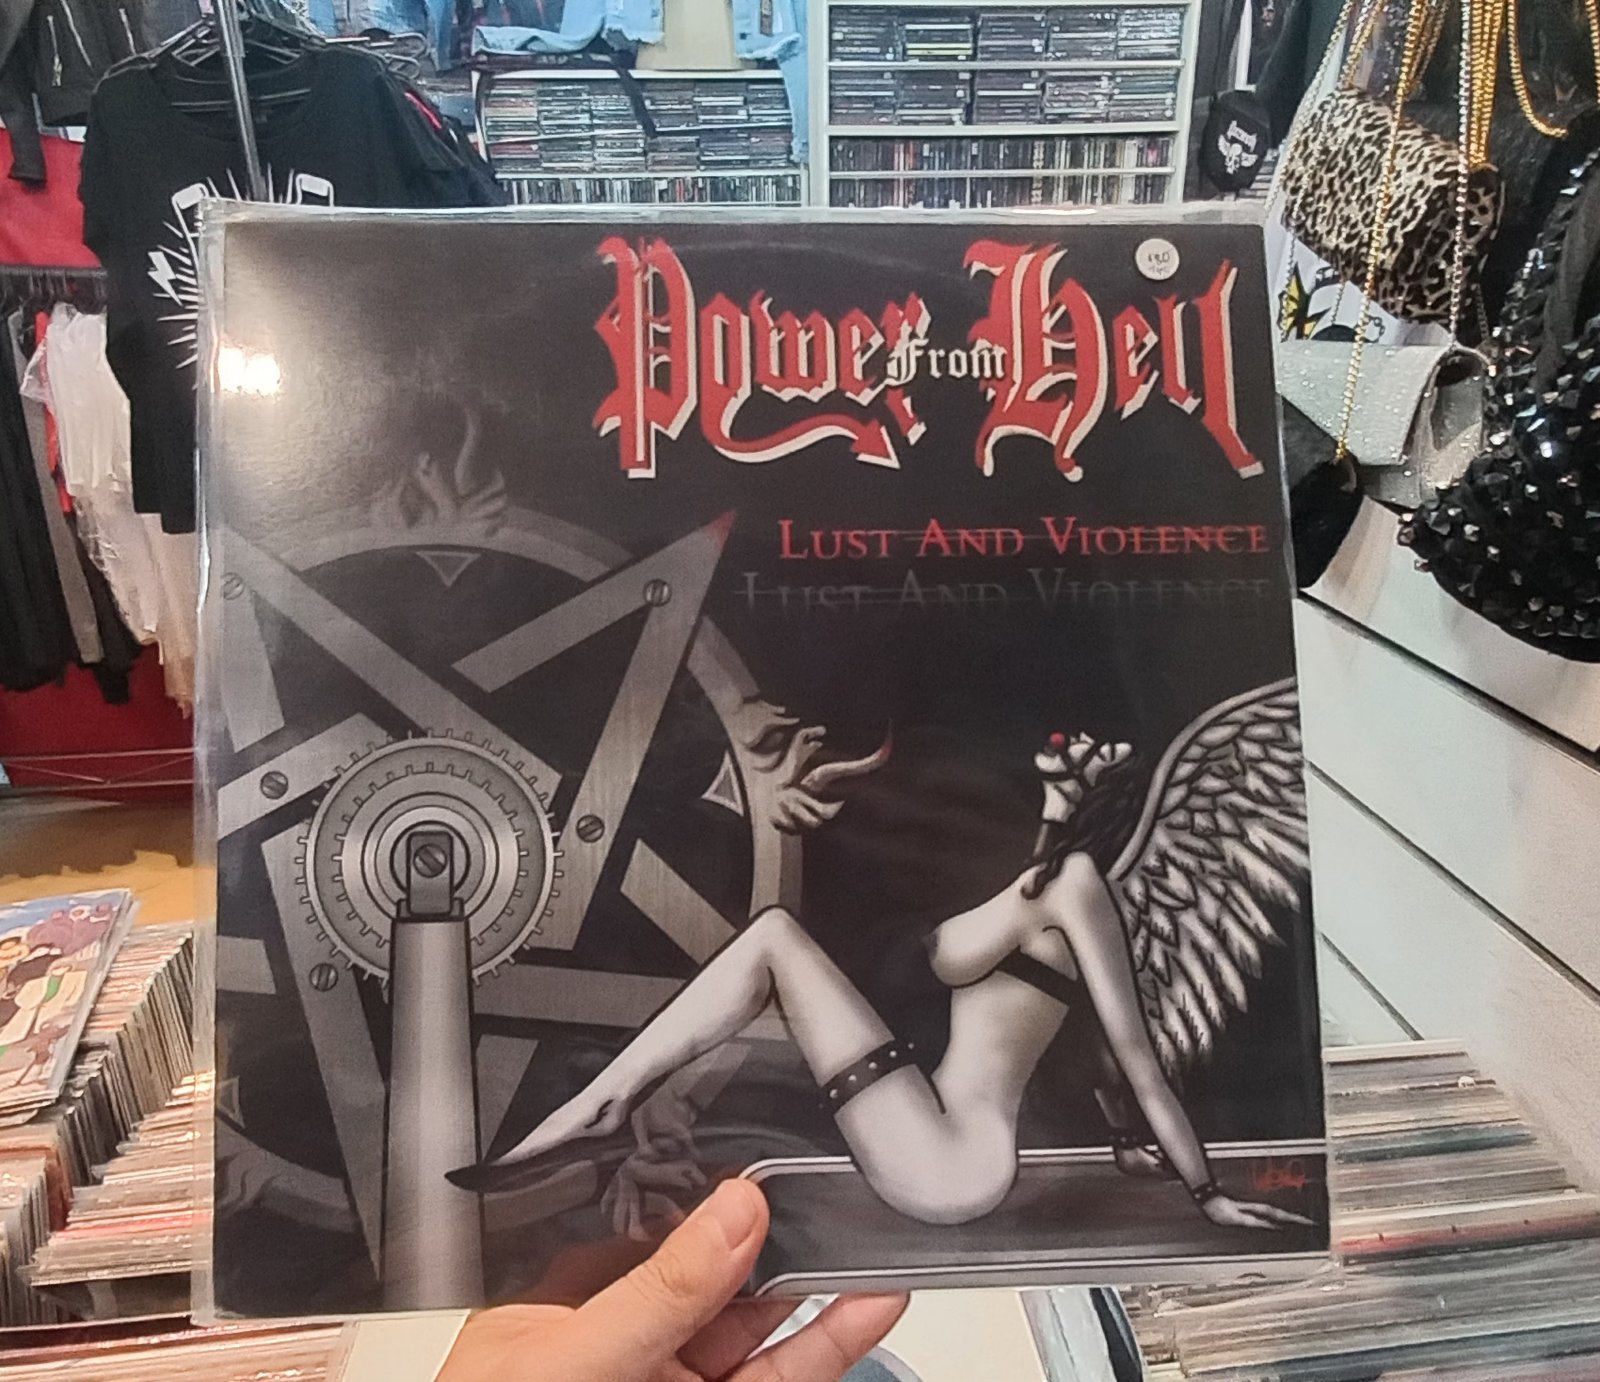 Power From Hell
Lust And Violence
Lust And Violence